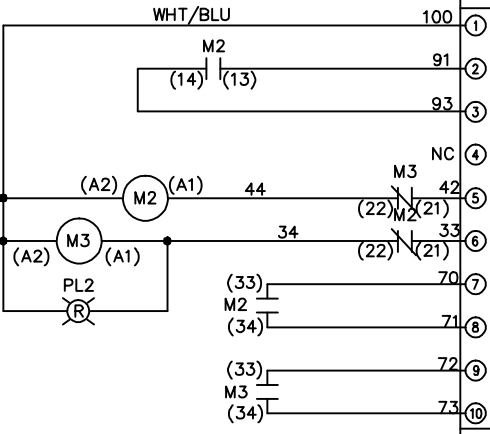 WHT/BLU 100 1
M2
91 2
(14) (13)
93 3
NC 4
M3
(A2) M2 (A1) 44 42 5
(22) (21)
M2
M3 34 33 6
(A2) (A1) (22) (21)
PL2
R
(33) 70 7
M2
(34) 71 8
(33) 72 9
M3
(34) 73 10